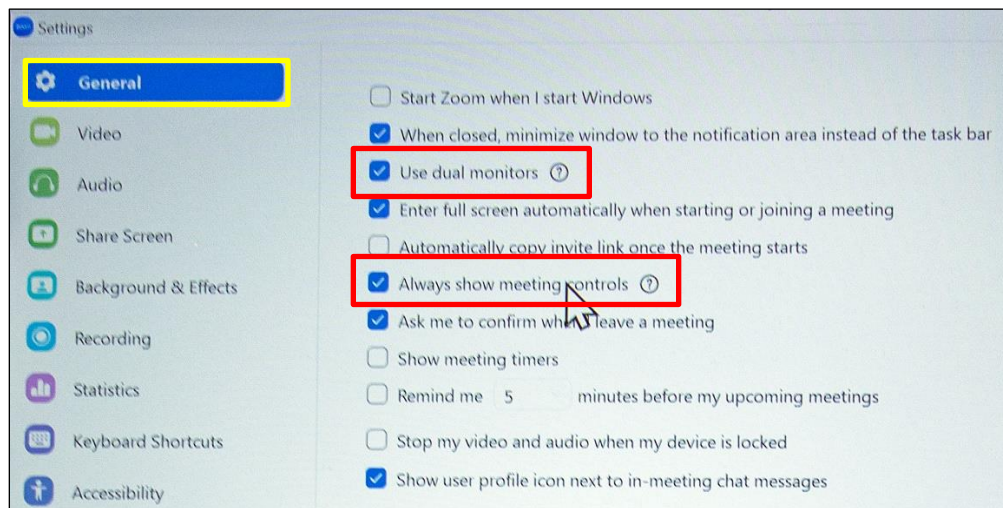 Settings
General
Video
Audio
Share Screen
Background & Effects
Recording
Statistics
Keyboard Shortcuts
Accessibility
Start Zoom when I start Windows
When closed, minimize window to the notification area instead of the task bar
Use dual monitors ?
Enter full screen automatically when starting or joining a meeting
Automatically copy invite link once the meeting starts
Always show meeting controls ?
Ask me to confirm when leave a meeting
Show meeting timers
Remind me 5 minutes before my upcoming meetings
Stop my video and audio when my device is locked
Show user profile icon next to in-meeting chat messages